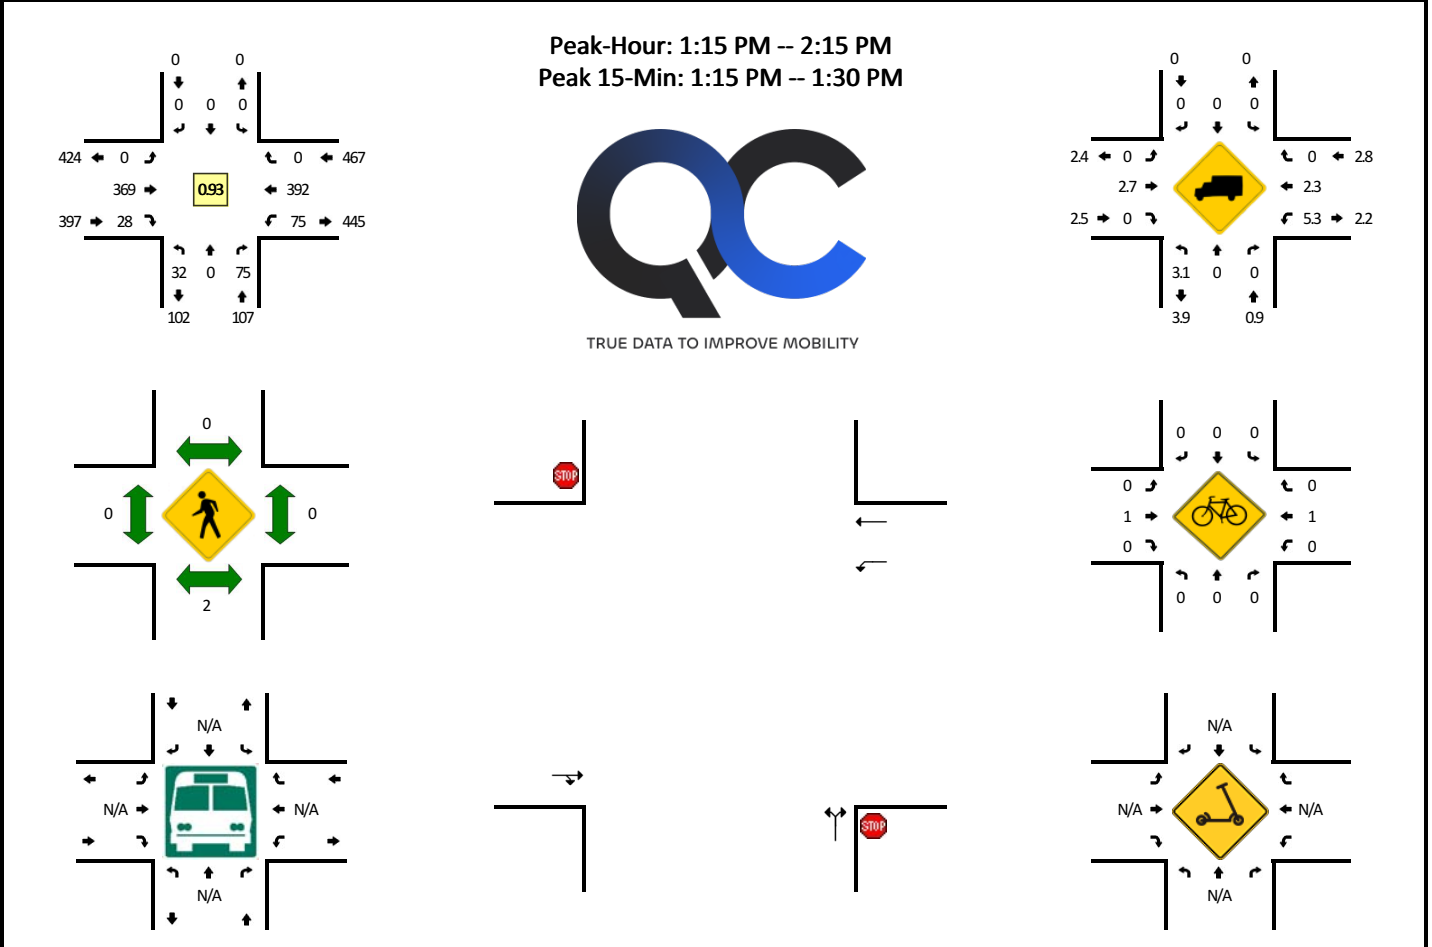 Peak-Hour: 1:15 PM -- 2:15 PM
Peak 15-Min: 1:15 PM -- 1:30 PM
0 0
0 0 0
424 0 0 467
369 0.93 392
397 28 75 445
32 0 75
102 107
QC
TRUE DATA TO IMPROVE MOBILITY
0 0
0 0 0
2.4 0 0 2.8
2.7 2.3
2.5 0 5.3 2.2
3.1 0 0
3.9 0.9
0
0 0
2
STOP
STOP
0 0 0
0 0
1 1
0 0
0 0 0
N/A
N/A N/A
N/A
N/A
N/A N/A
N/A